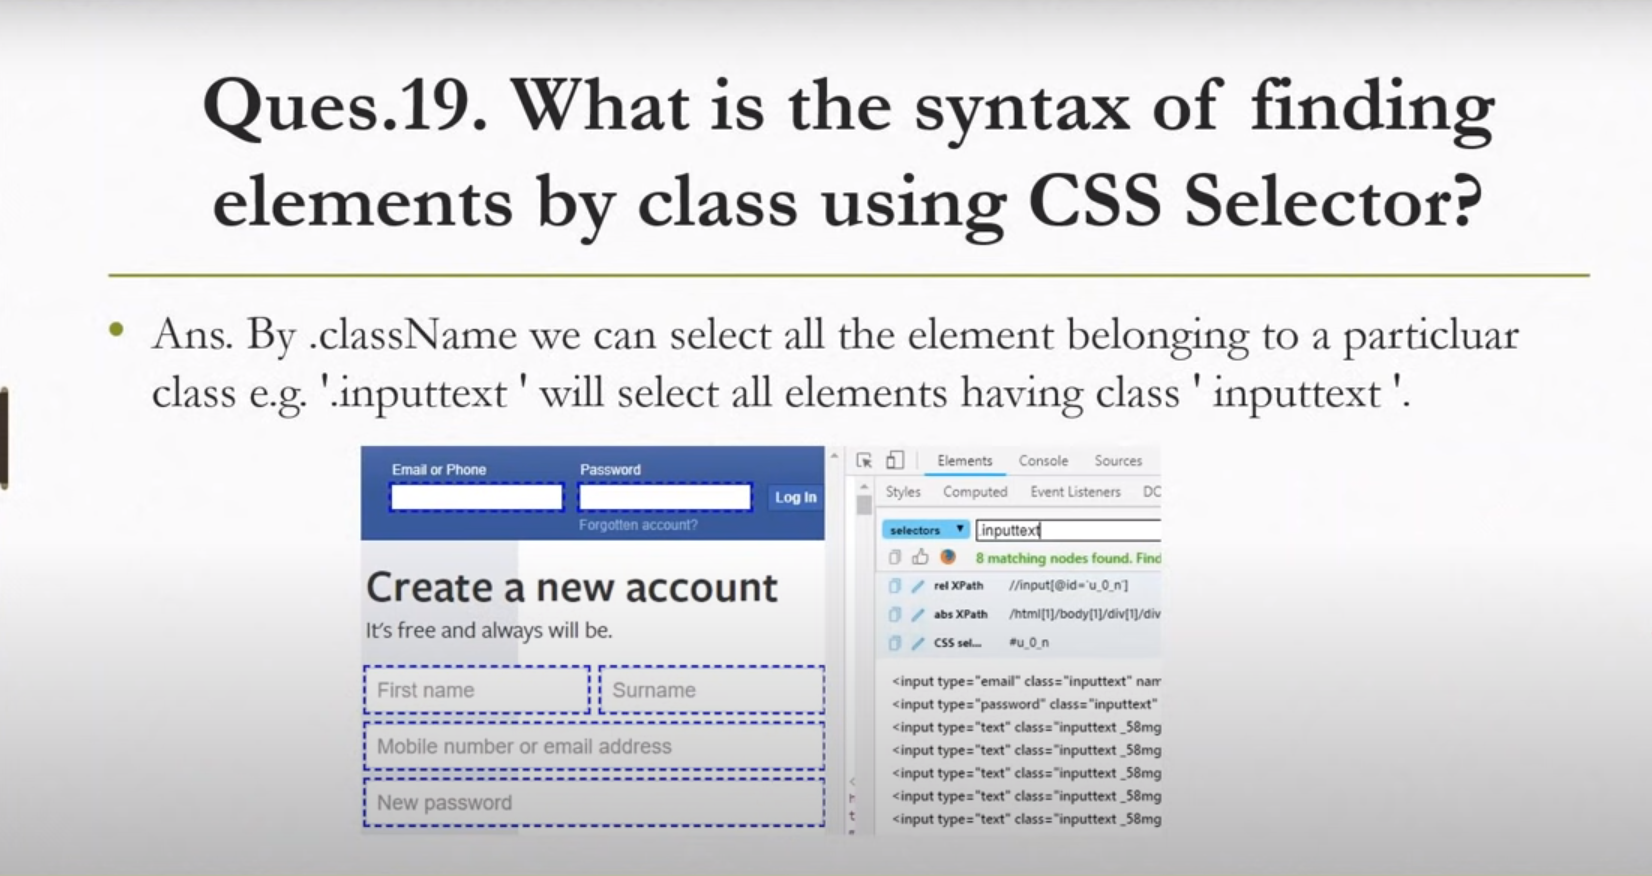 Ques.19. What is the syntax of finding
elements by class using CSS Selector?
• Ans. By .className we can select all the element belonging to a particluar
class e.g. '.inputtext ' will select all elements having class ' inputtext '.
Email or Phone
Password
Log In
Forgotten account?
Create a new account
It's free and always will be.
First name
Surname
Mobile number or email address
New password
Elements Console Sources
Styles Computed Event Listeners DC
selectors .inputtext
8 matching nodes found. Find
rel XPath //input[@id='u_0_n']
abs XPath /html[1]/body[1]/div[1]/div
CSS sel... #u_0_n
<input type="email" class="inputtext" nam
<input type="password" class="inputtext"
<input type="text" class="inputtext _58mg
<input type="text" class="inputtext _58mg
<input type="text" class="inputtext _58mg
<input type="text" class="inputtext _58mg
<input type="text" class="inputtext _58mg